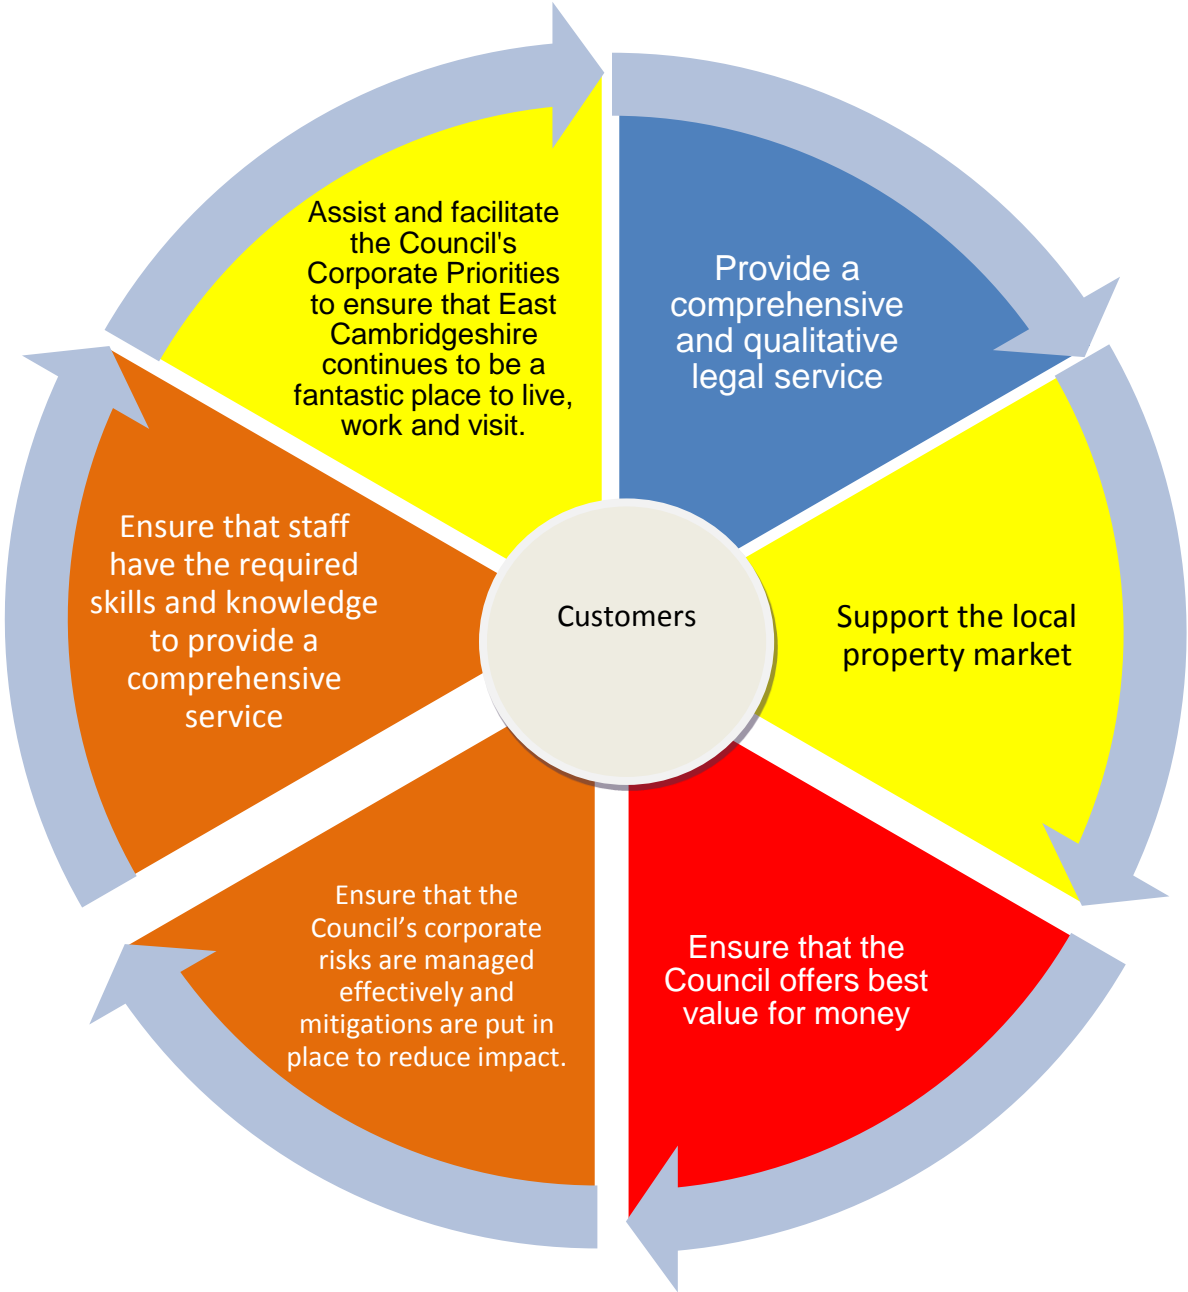 Assist and facilitate
the Council's
Corporate Priorities
to ensure that East
Cambridgeshire
continues to be a
fantastic place to live,
work and visit.
Provide a
comprehensive
and qualitative
legal service
Ensure that staff
have the required
skills and knowledge
to provide a
comprehensive
service
Customers
Support the local
property market
Ensure that the
Council’s corporate
risks are managed
effectively and
mitigations are put in
place to reduce impact.
Ensure that the
Council offers best
value for money